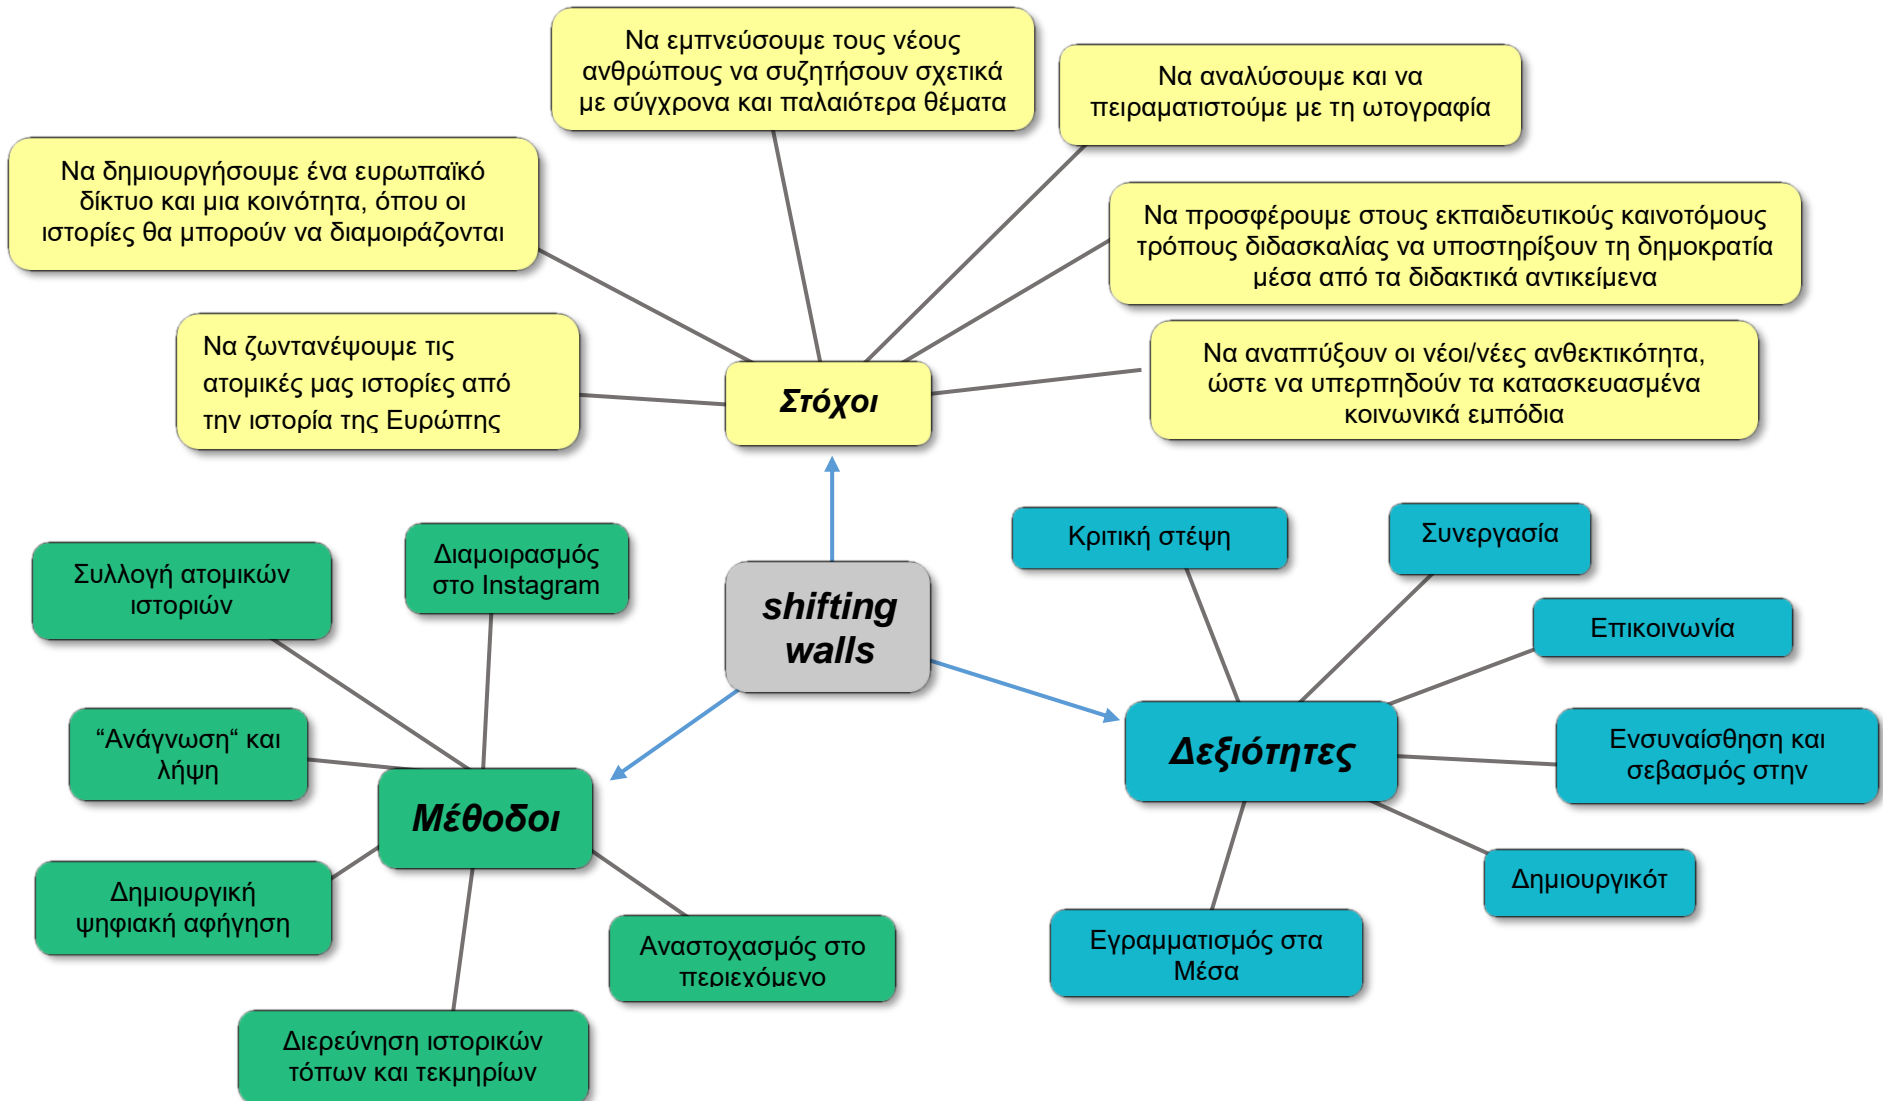 Να εμπνεύσουμε τους νέους
ανθρώπους να συζητήσουν σχετικά
με σύγχρονα και παλαιότερα θέματα
Να αναλύσουμε και να
πειραματιστούμε με τη ωτογραφία
Να δημιουργήσουμε ένα ευρωπαϊκό
δίκτυο και μια κοινότητα, όπου οι
ιστορίες θα μπορούν να διαμοιράζονται
Να προσφέρουμε στους εκπαιδευτικούς καινοτόμους
τρόπους διδασκαλίας να υποστηρίξουν τη δημοκρατία
μέσα από τα διδακτικά αντικείμενα
Να ζωντανέψουμε τις
ατομικές μας ιστορίες από
την ιστορία της Ευρώπης
Στόχοι
Να αναπτύξουν οι νέοι/νέες ανθεκτικότητα,
ώστε να υπερπηδούν τα κατασκευασμένα
κοινωνικά εμπόδια
Συλλογή ατομικών
ιστοριών
Διαμοιρασμός
στο Instagram
shifting
walls
Κριτική στέψη
Συνεργασία
Επικοινωνία
“Ανάγνωση“ και
λήψη
Μέθοδοι
Δεξιότητες
Ενσυναίσθηση και
σεβασμός στην
Δημιουργική
ψηφιακή αφήγηση
Αναστοχασμός στο
περιεχόμενο
Δημιουργικότ
Εγραμματισμός στα
Μέσα
Διερεύνηση ιστορικών
τόπων και τεκμηρίων